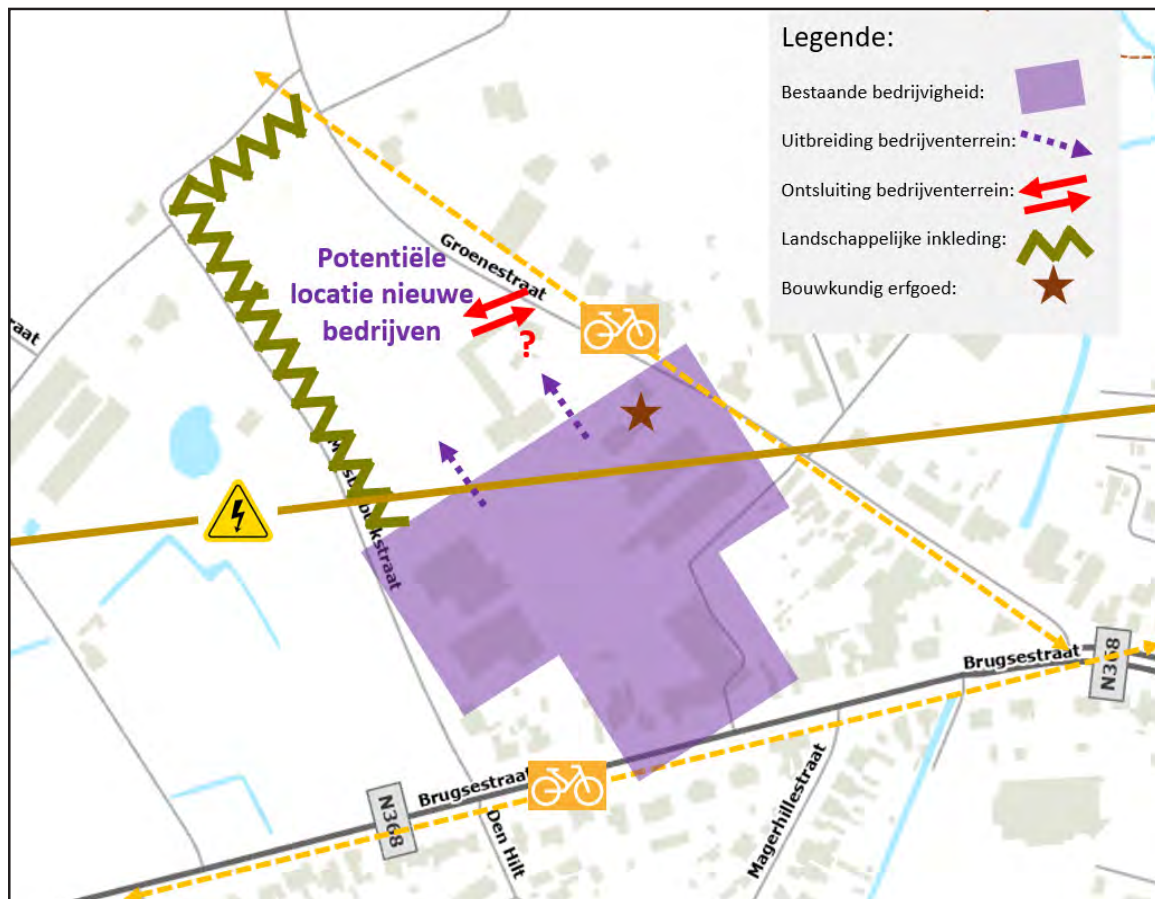 Legende:
Bestaande bedrijvigheid:
Uitbreiding bedrijventerrein:
Ontsluiting bedrijventerrein:
Landschappelijke inkleding:
Bouwkundig erfgoed:
Groenestraat
Potentiële
locatie nieuwe
bedrijven
?
raat
Brugsestraat
N368
Brugsestraat
N368
Den Hilt
Magerhillestraat